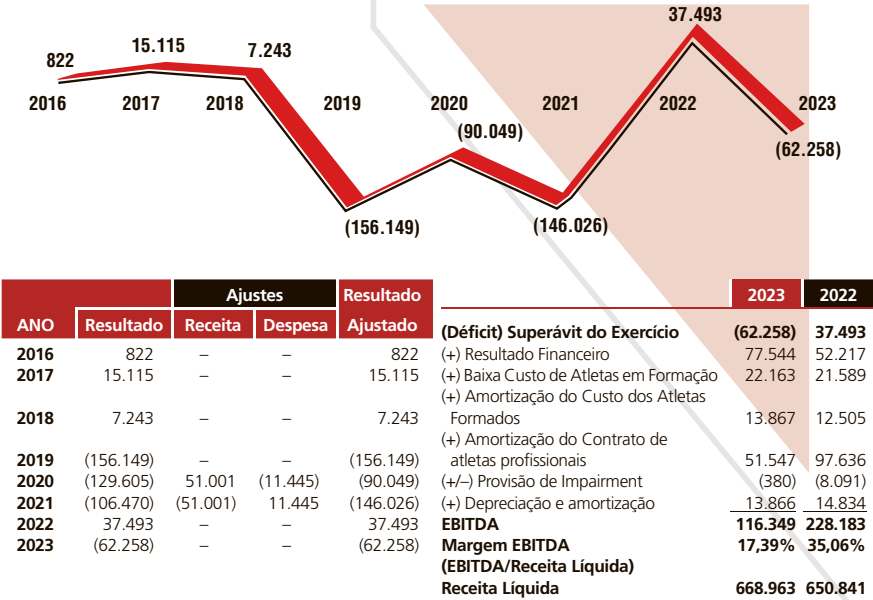 822
15.115
7.243
37.493
2016
2017
2018
2019
2020
2021
2022
2023
(90.049)
(62.258)
(156.149)
(146.026)
Ajustes Resultado
ANO Resultado Receita Despesa Ajustado
2016 822 – – 822
2017 15.115 – – 15.115
2018 7.243 – – 7.243
2019 (156.149) – – (156.149)
2020 (129.605) 51.001 (11.445) (90.049)
2021 (106.470) (51.001) 11.445 (146.026)
2022 37.493 – – 37.493
2023 (62.258) – – (62.258)
2023 2022
(Déficit) Superávit do Exercício (62.258) 37.493
(+) Resultado Financeiro 77.544 52.217
(+) Baixa Custo de Atletas em Formação 22.163 21.589
(+) Amortização do Custo dos Atletas
Formados 13.867 12.505
(+) Amortização do Contrato de
atletas profissionais 51.547 97.636
(+/–) Provisão de Impairment (380) (8.091)
(+) Depreciação e amortização 13.866 14.834
EBITDA 116.349 228.183
Margem EBITDA 17,39% 35,06%
(EBITDA/Receita Líquida)
Receita Líquida 668.963 650.841